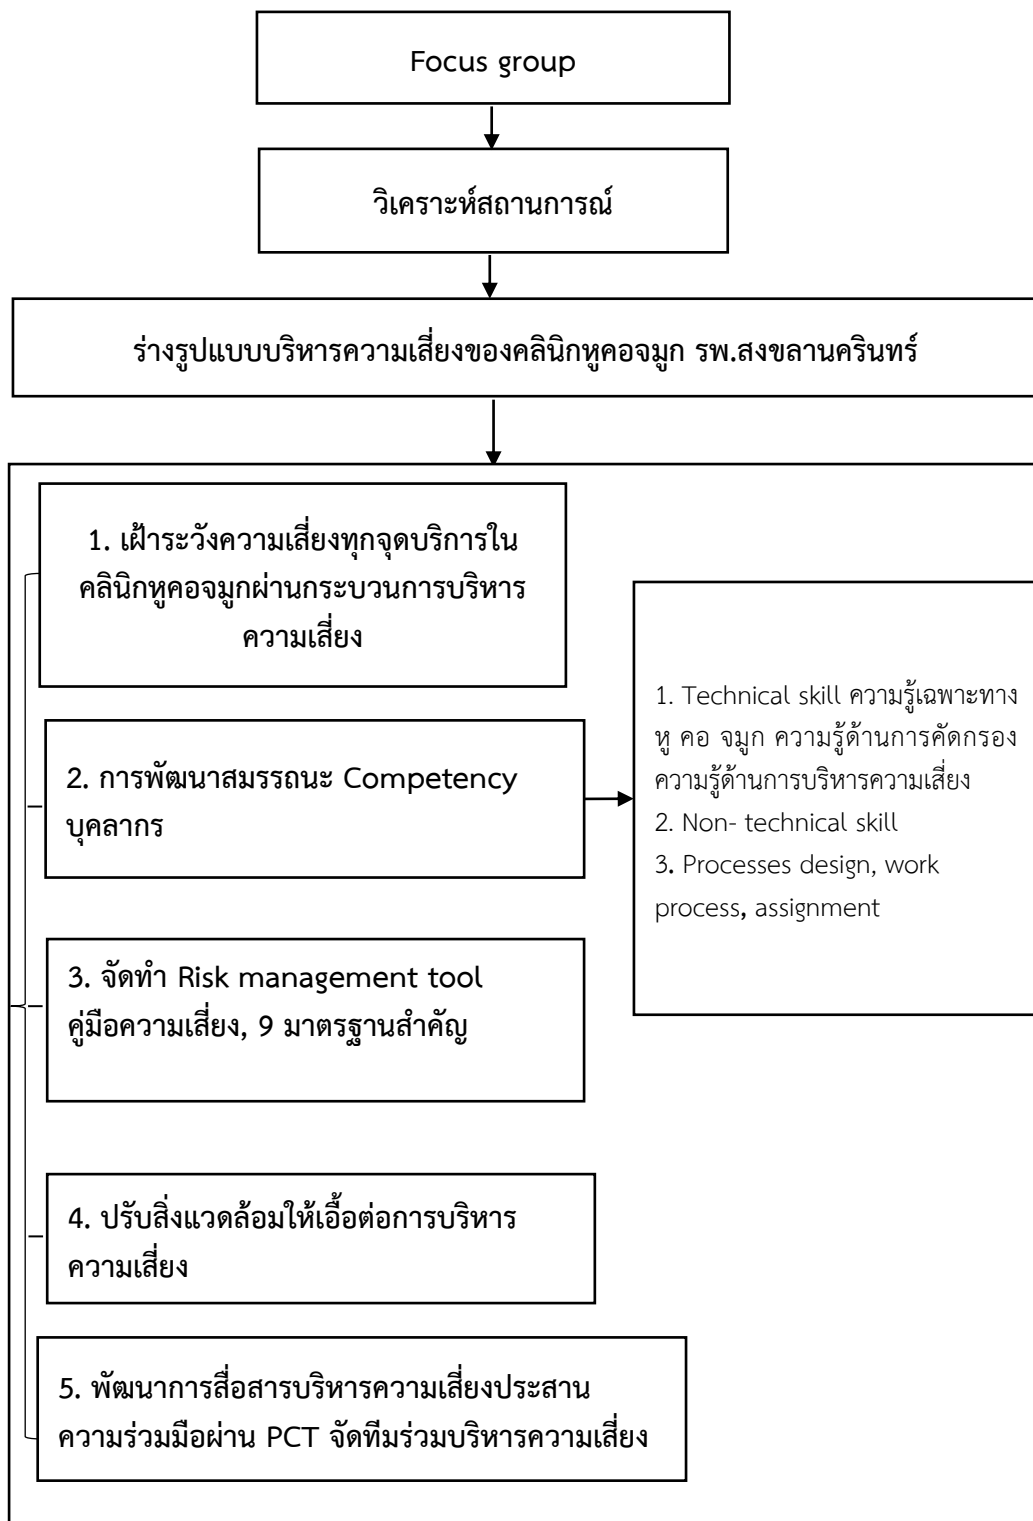 Focus group
วิเคราะห์สถานการณ์
ร่างรูปแบบบริหารความเสี่ยงของคลินิกหูคอจมูก รพ.สงขลานครินทร์
1. เฝ้าระวังความเสี่ยงทุกจุดบริการใน
คลินิกหูคอจมูกผ่านกระบวนการบริหาร
ความเสี่ยง
2. การพัฒนาสมรรถนะ Competency
บุคลากร
1. Technical skill ความรู้เฉพาะทาง
หู คอ จมูก ความรู้ด้านการคัดกรอง
ความรู้ด้านการบริหารความเสี่ยง
2. Non- technical skill
3. Processes design, work
process, assignment
3. จัดทำ Risk management tool
คู่มือความเสี่ยง, 9 มาตรฐานสำคัญ
4. ปรับสิ่งแวดล้อมให้เอื้อต่อการบริหาร
ความเสี่ยง
5. พัฒนาการสื่อสารบริหารความเสี่ยงประสาน
ความร่วมมือผ่าน PCT จัดทีมร่วมบริหารความเสี่ยง